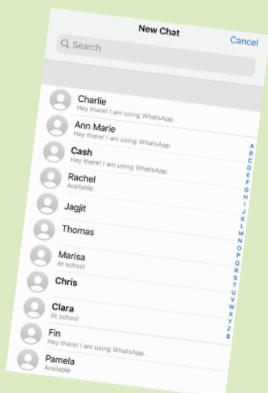 New Chat
Cancel
Search
Charlie
Hey there! I am using WhatsApp.
Ann Marie
Hey there! I am using WhatsApp.
Cash
Hey there! I am using WhatsApp.
Rachel
Available
Jagjit
Thomas
Marisa
At school
Chris
Clara
At school
Fin
Hey there! I am using WhatsApp.
Pamela
Available
A
B
C
D
E
F
G
H
I
J
K
L
M
N
O
P
Q
R
S
T
U
V
W
X
Y
Z
#